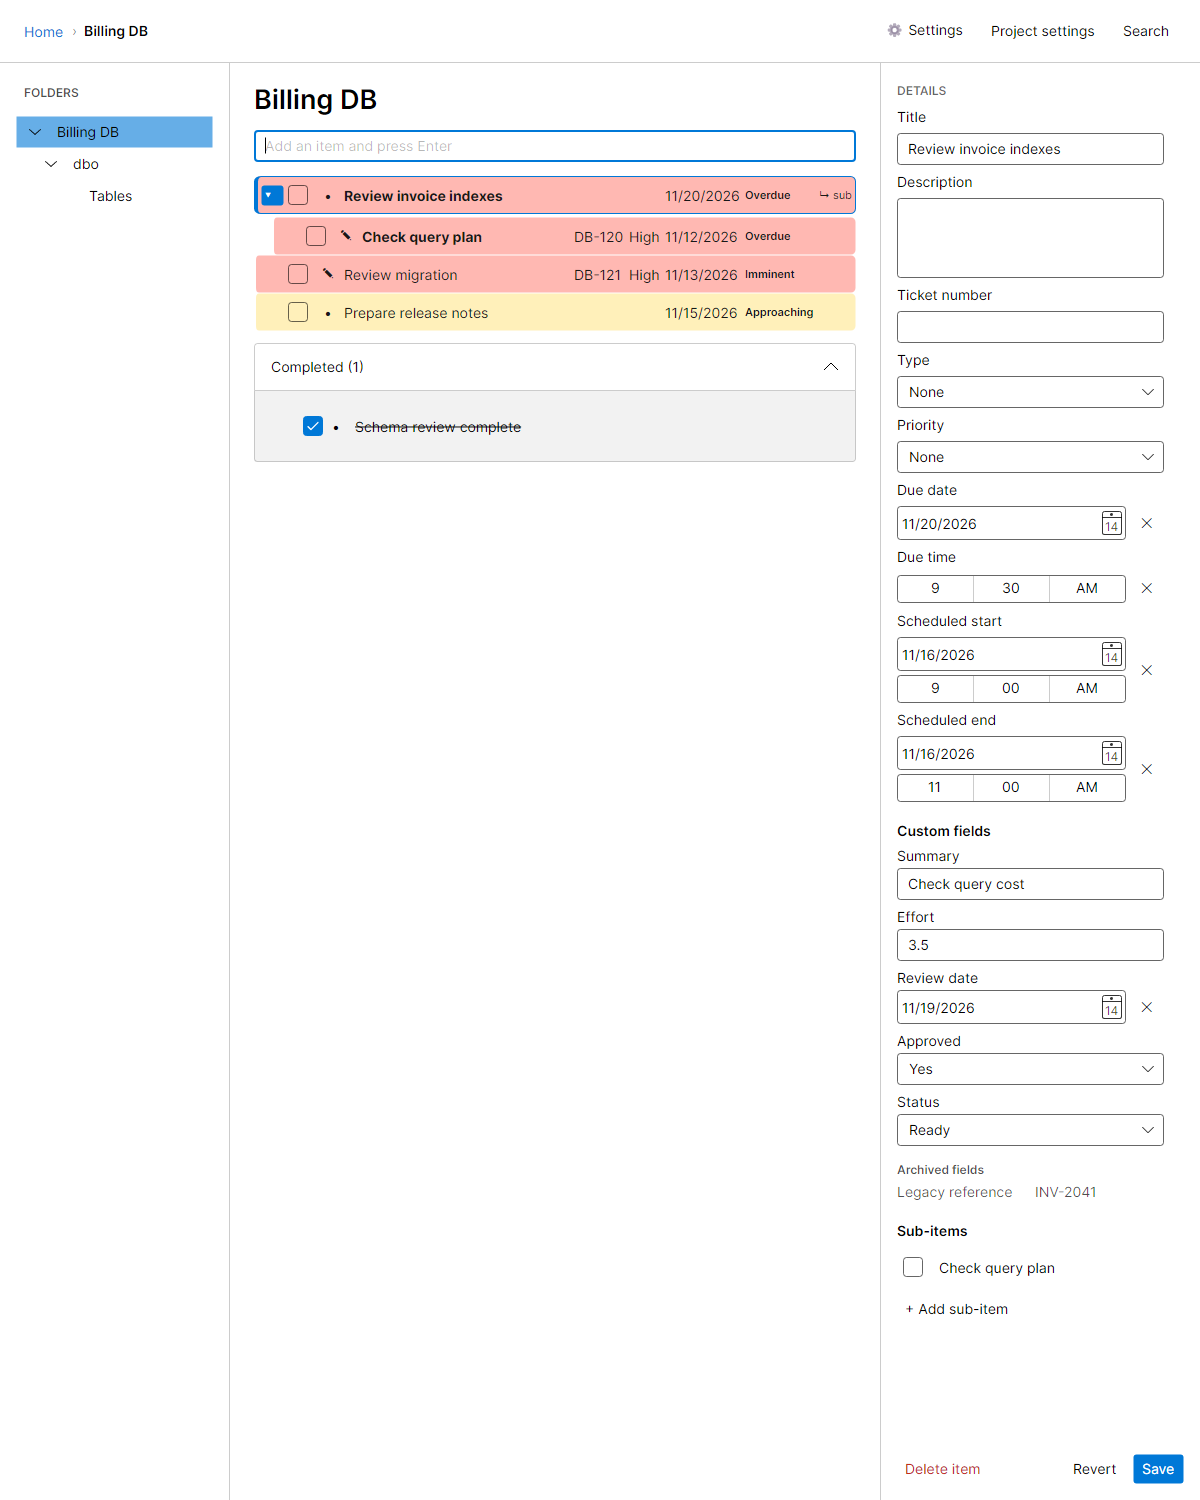 Home › Billing DB
Settings
Project settings
Search
FOLDERS
Billing DB
dbo
Tables
Billing DB
Add an item and press Enter
• Review invoice indexes 11/20/2026 Overdue ↪ sub
Check query plan DB-120 High 11/12/2026 Overdue
Review migration DB-121 High 11/13/2026 Imminent
• Prepare release notes 11/15/2026 Approaching
Completed (1)
• Schema review complete
DETAILS
Title
Review invoice indexes
Description
Ticket number
Type
None
Priority
None
Due date
11/20/2026 14
Due time
9 30 AM
Scheduled start
11/16/2026 14
9 00 AM
Scheduled end
11/16/2026 14
11 00 AM
Custom fields
Summary
Check query cost
Effort
3.5
Review date
11/19/2026 14
Approved
Yes
Status
Ready
Archived fields
Legacy reference INV-2041
Sub-items
Check query plan
+ Add sub-item
Delete item
Revert
Save